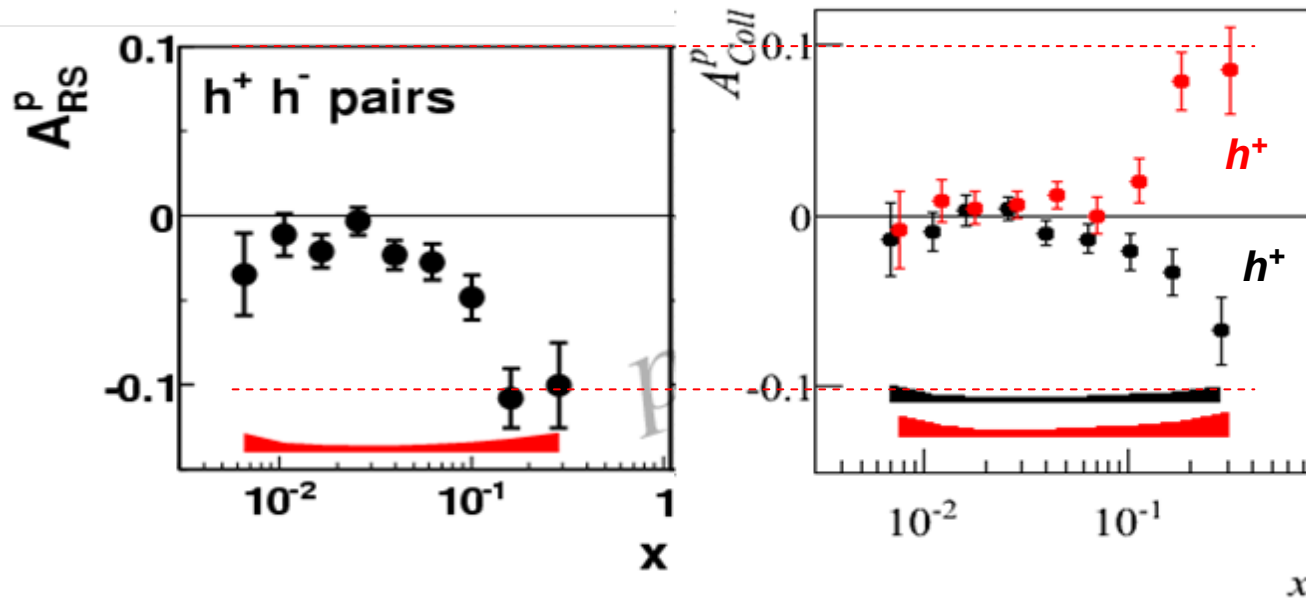 A^p_RS
0.1
h⁺ h⁻ pairs
0
-0.1
p
10⁻² 10⁻¹ 1
x
A^p_Coll
0.1
h⁺
0
h⁺
-0.1
10⁻² 10⁻¹
x